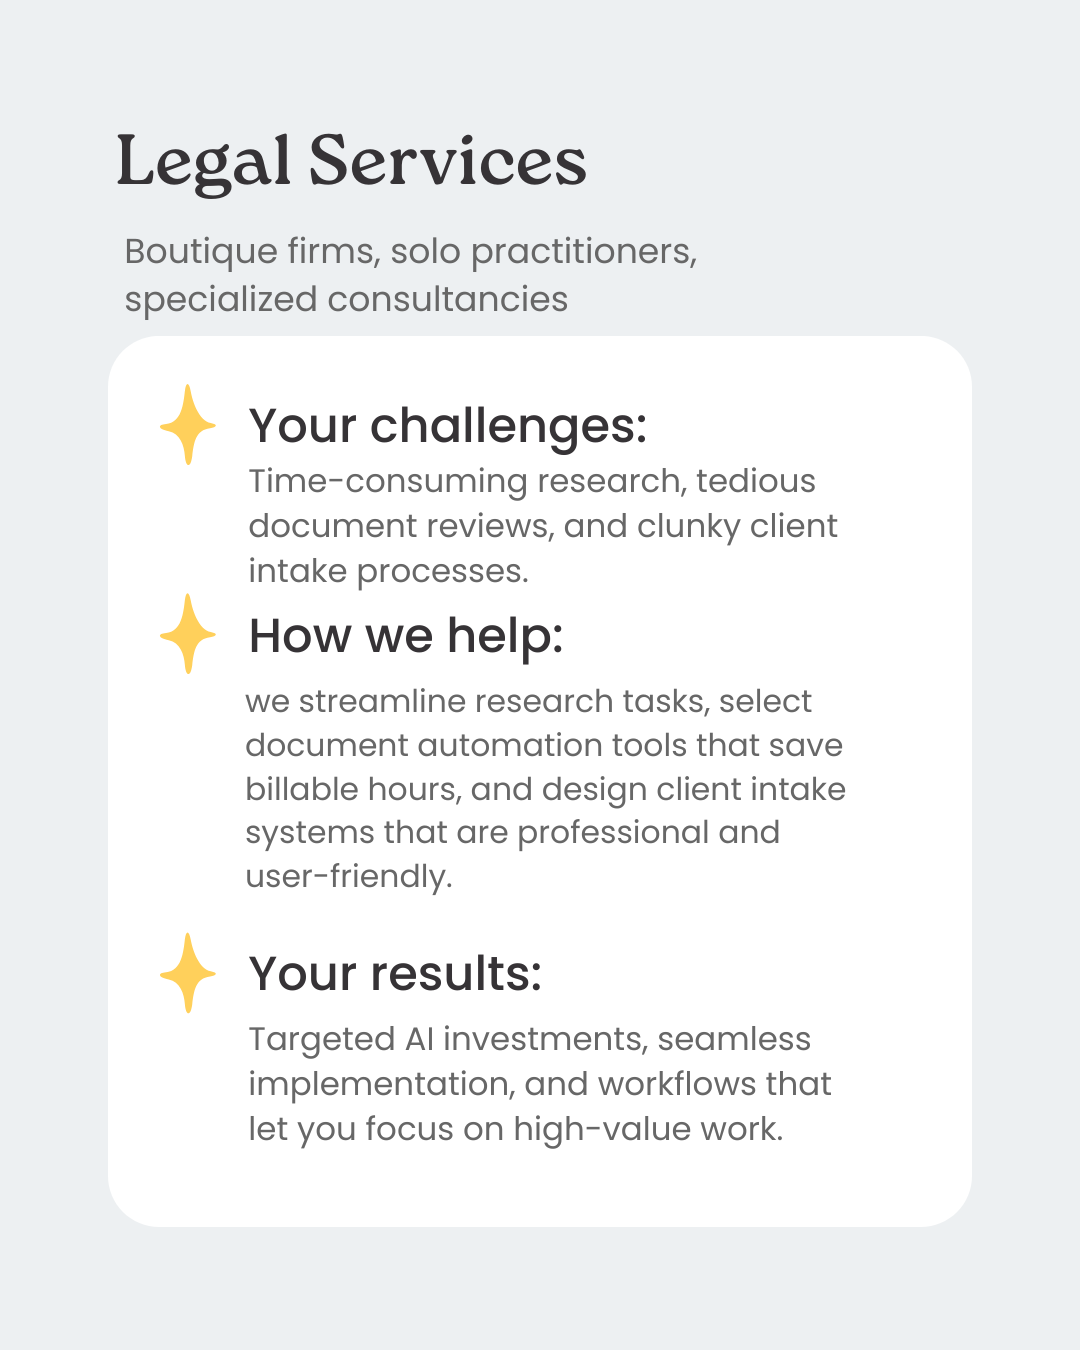 Legal Services
Boutique firms, solo practitioners,
specialized consultancies
Your challenges:
Time-consuming research, tedious
document reviews, and clunky client
intake processes.
How we help:
we streamline research tasks, select
document automation tools that save
billable hours, and design client intake
systems that are professional and
user-friendly.
Your results:
Targeted AI investments, seamless
implementation, and workflows that
let you focus on high-value work.